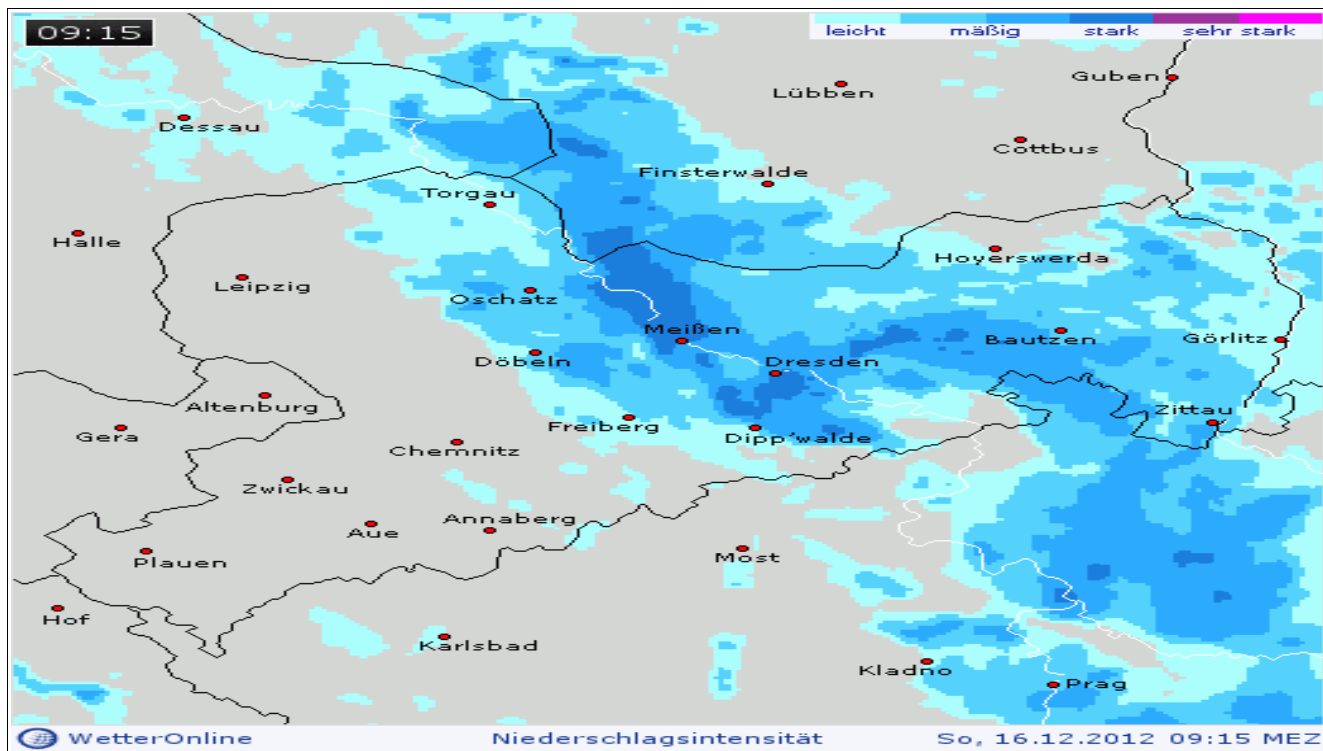 09:15
leicht mäßig stark sehr stark
Guben
Lübben
Dessau
Cottbus
Finsterwalde
Torgau
Halle
Hoyerswerda
Leipzig
Oschatz
Meißen
Bautzen
Görlitz
Döbeln
Dresden
Altenburg
Zittau
Gera
Freiberg
Dipp'walde
Chemnitz
Zwickau
Annaberg
Aue
Plauen
Most
Hof
Karlsbad
Kladno
Prag
WetterOnline Niederschlagsintensität So, 16.12.2012 09:15 MEZ